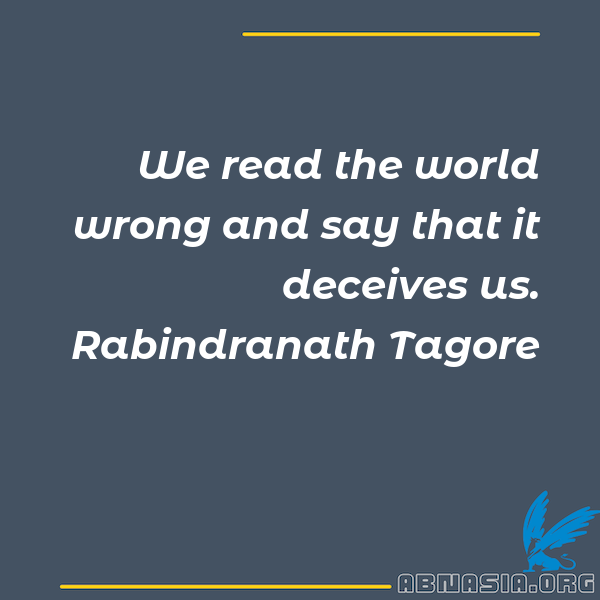 We read the world
wrong and say that it
deceives us.
Rabindranath Tagore
ABNASIA.ORG